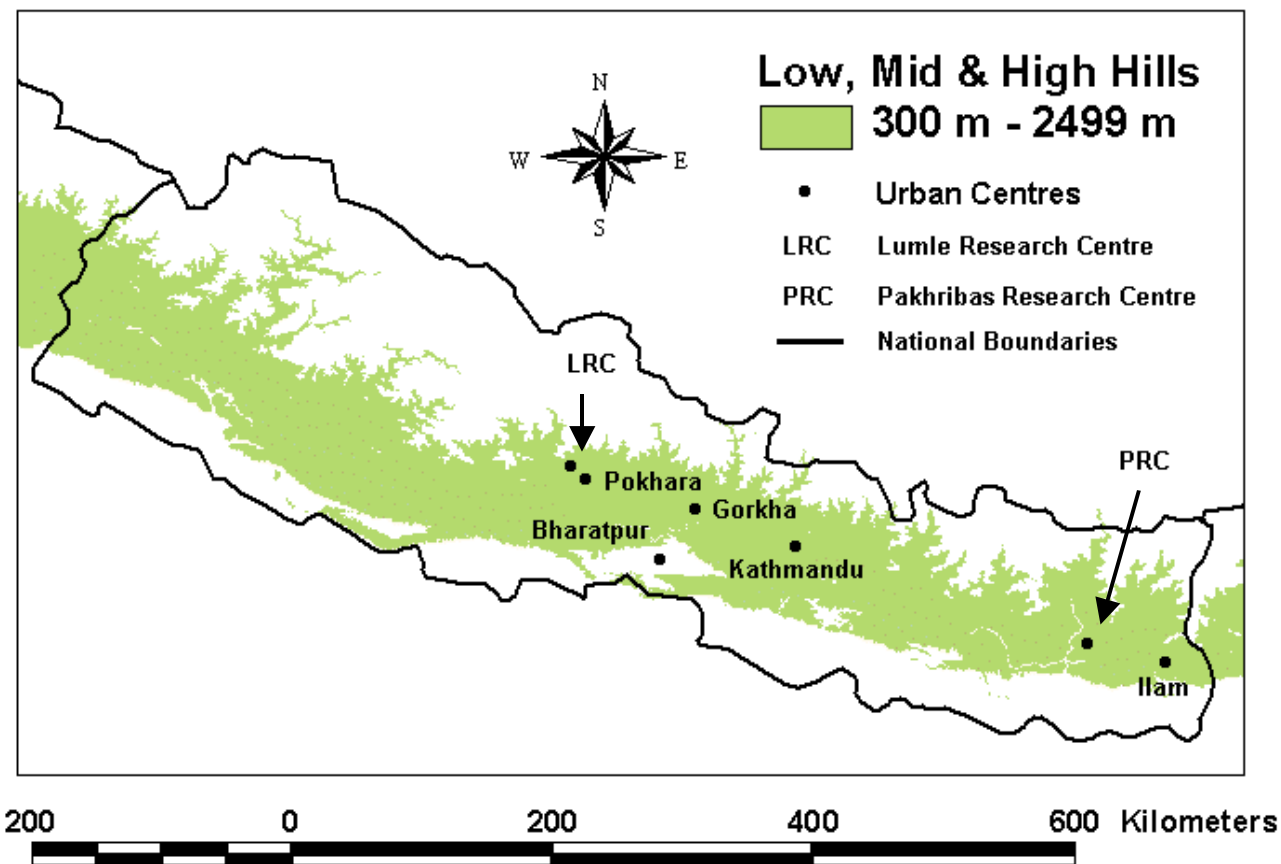 Low, Mid & High Hills
300 m - 2499 m
N
W E
S
Urban Centres
LRC Lumle Research Centre
PRC Pakhribas Research Centre
National Boundaries
LRC
PRC
Pokhara
Gorkha
Bharatpur
Kathmandu
Ilam
200 0 200 400 600 Kilometers